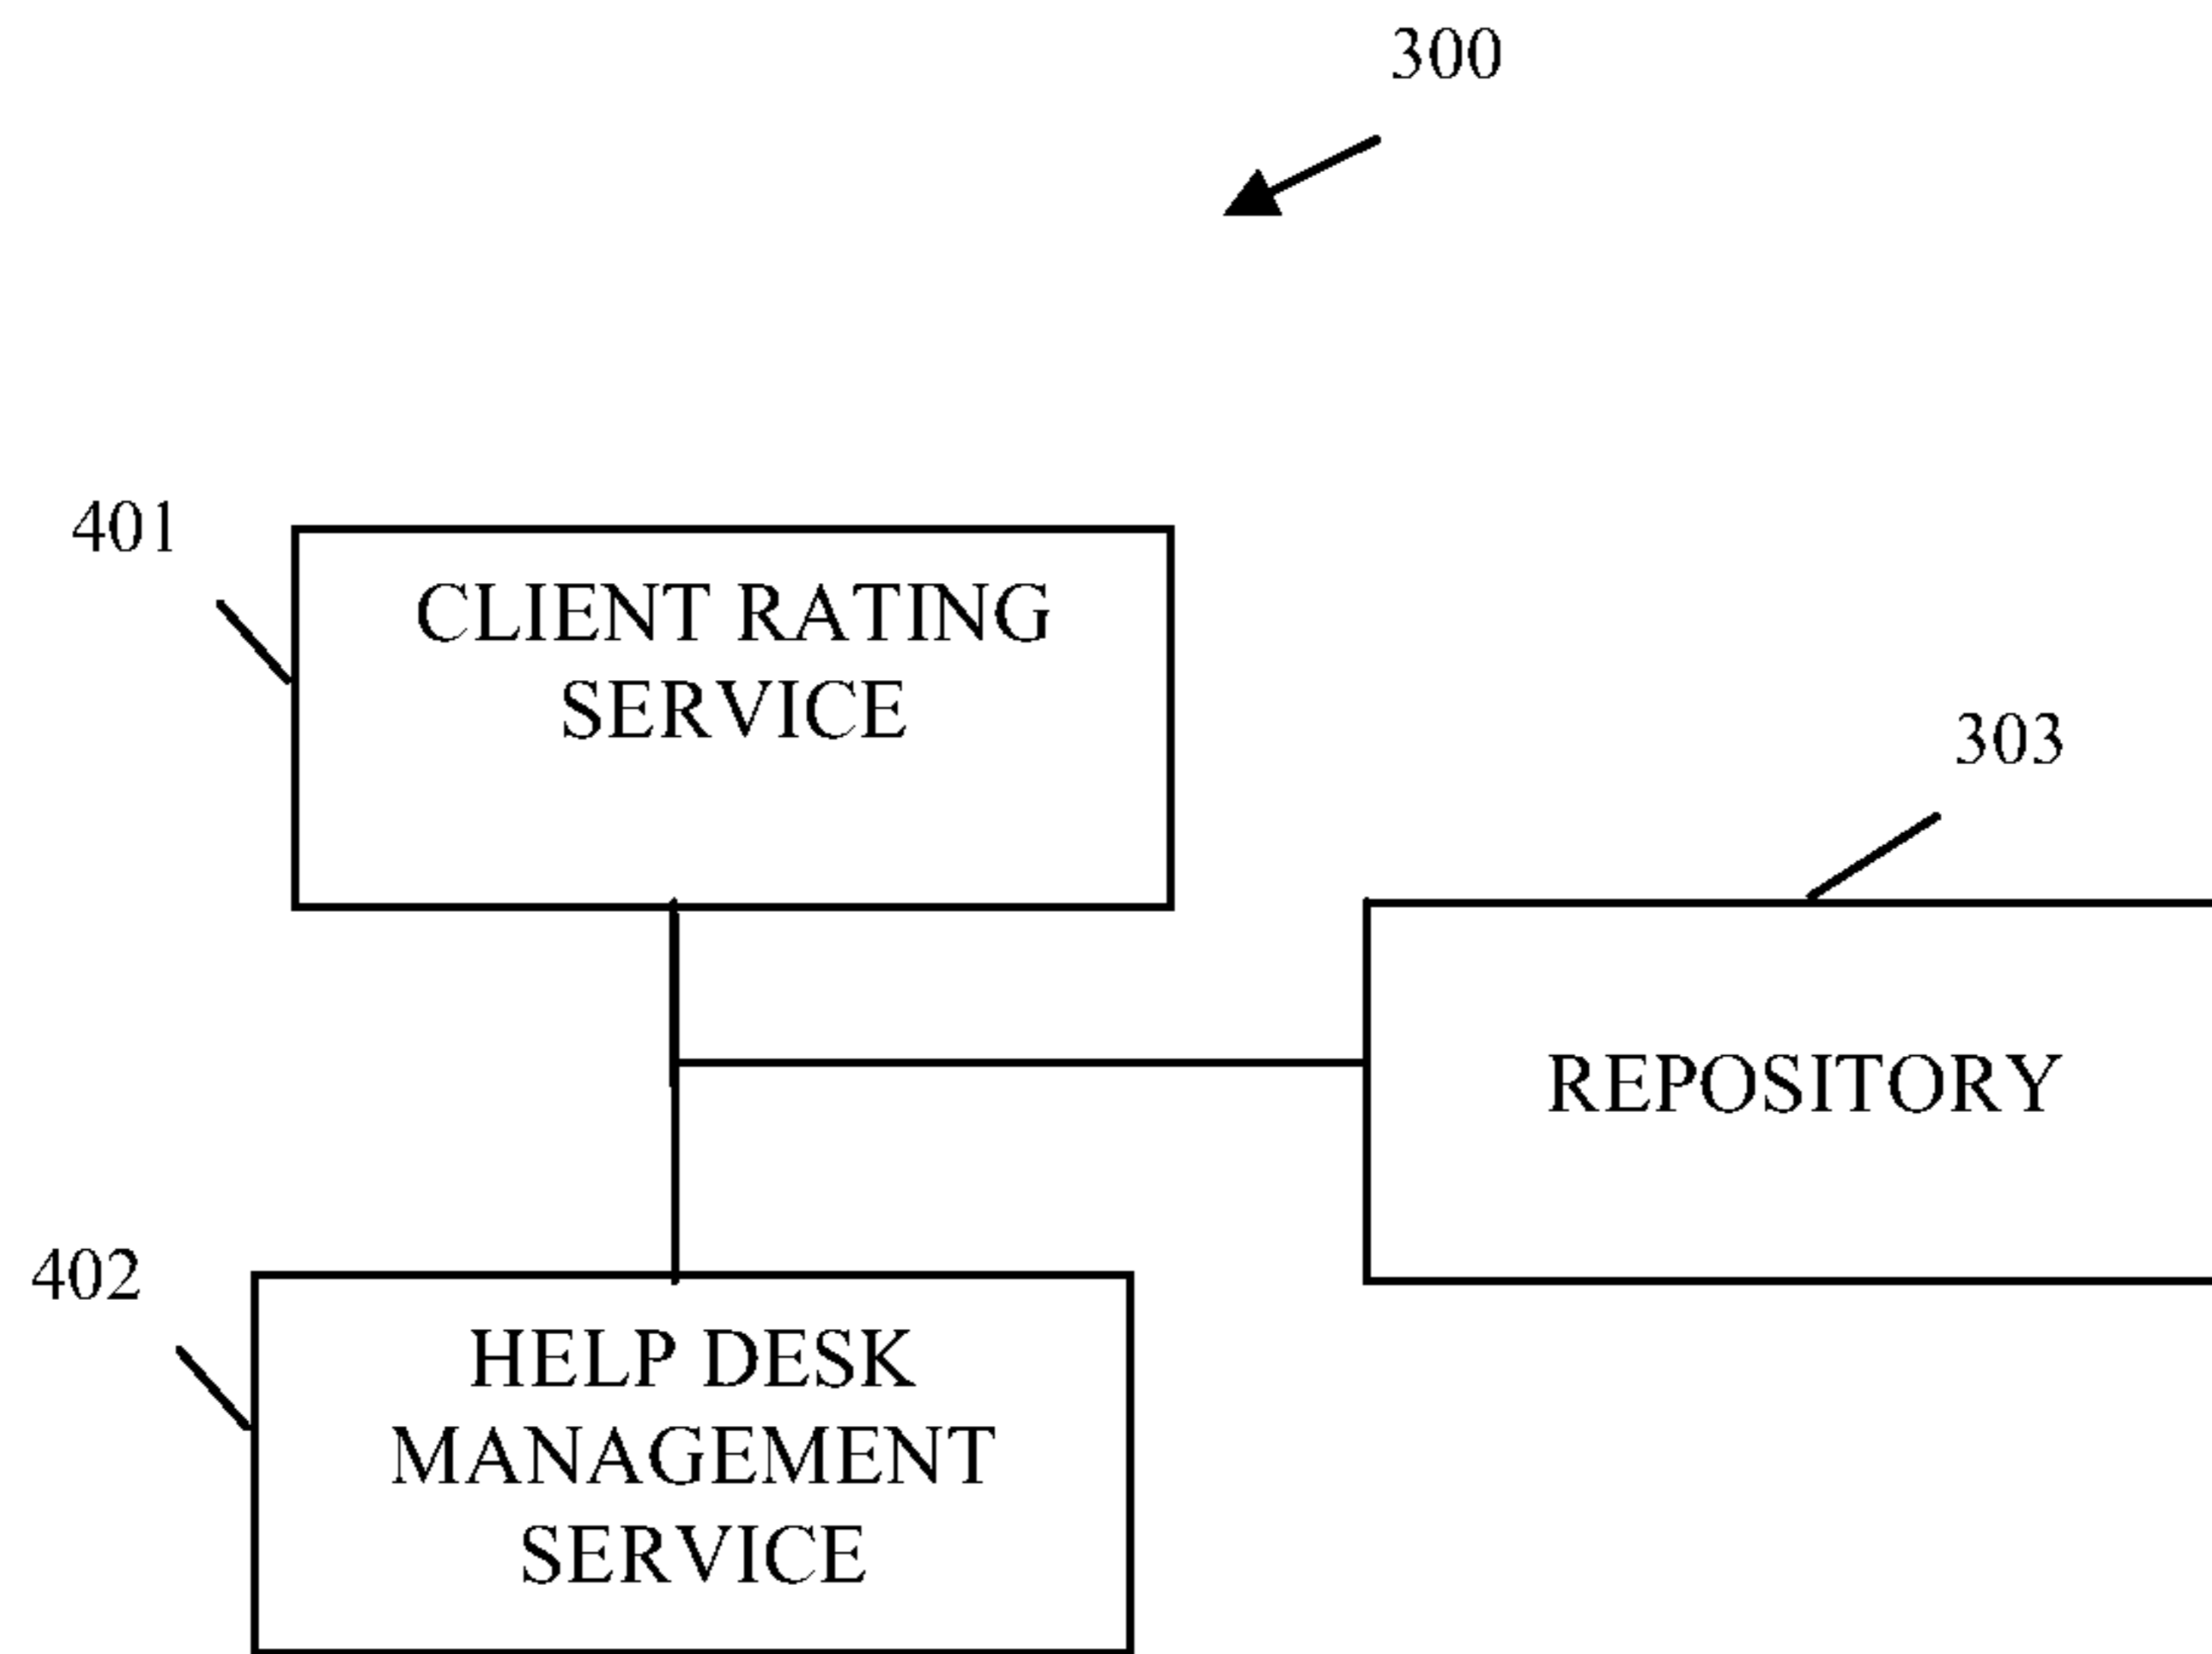 300
401
CLIENT RATING
SERVICE
303
REPOSITORY
402
HELP DESK
MANAGEMENT
SERVICE